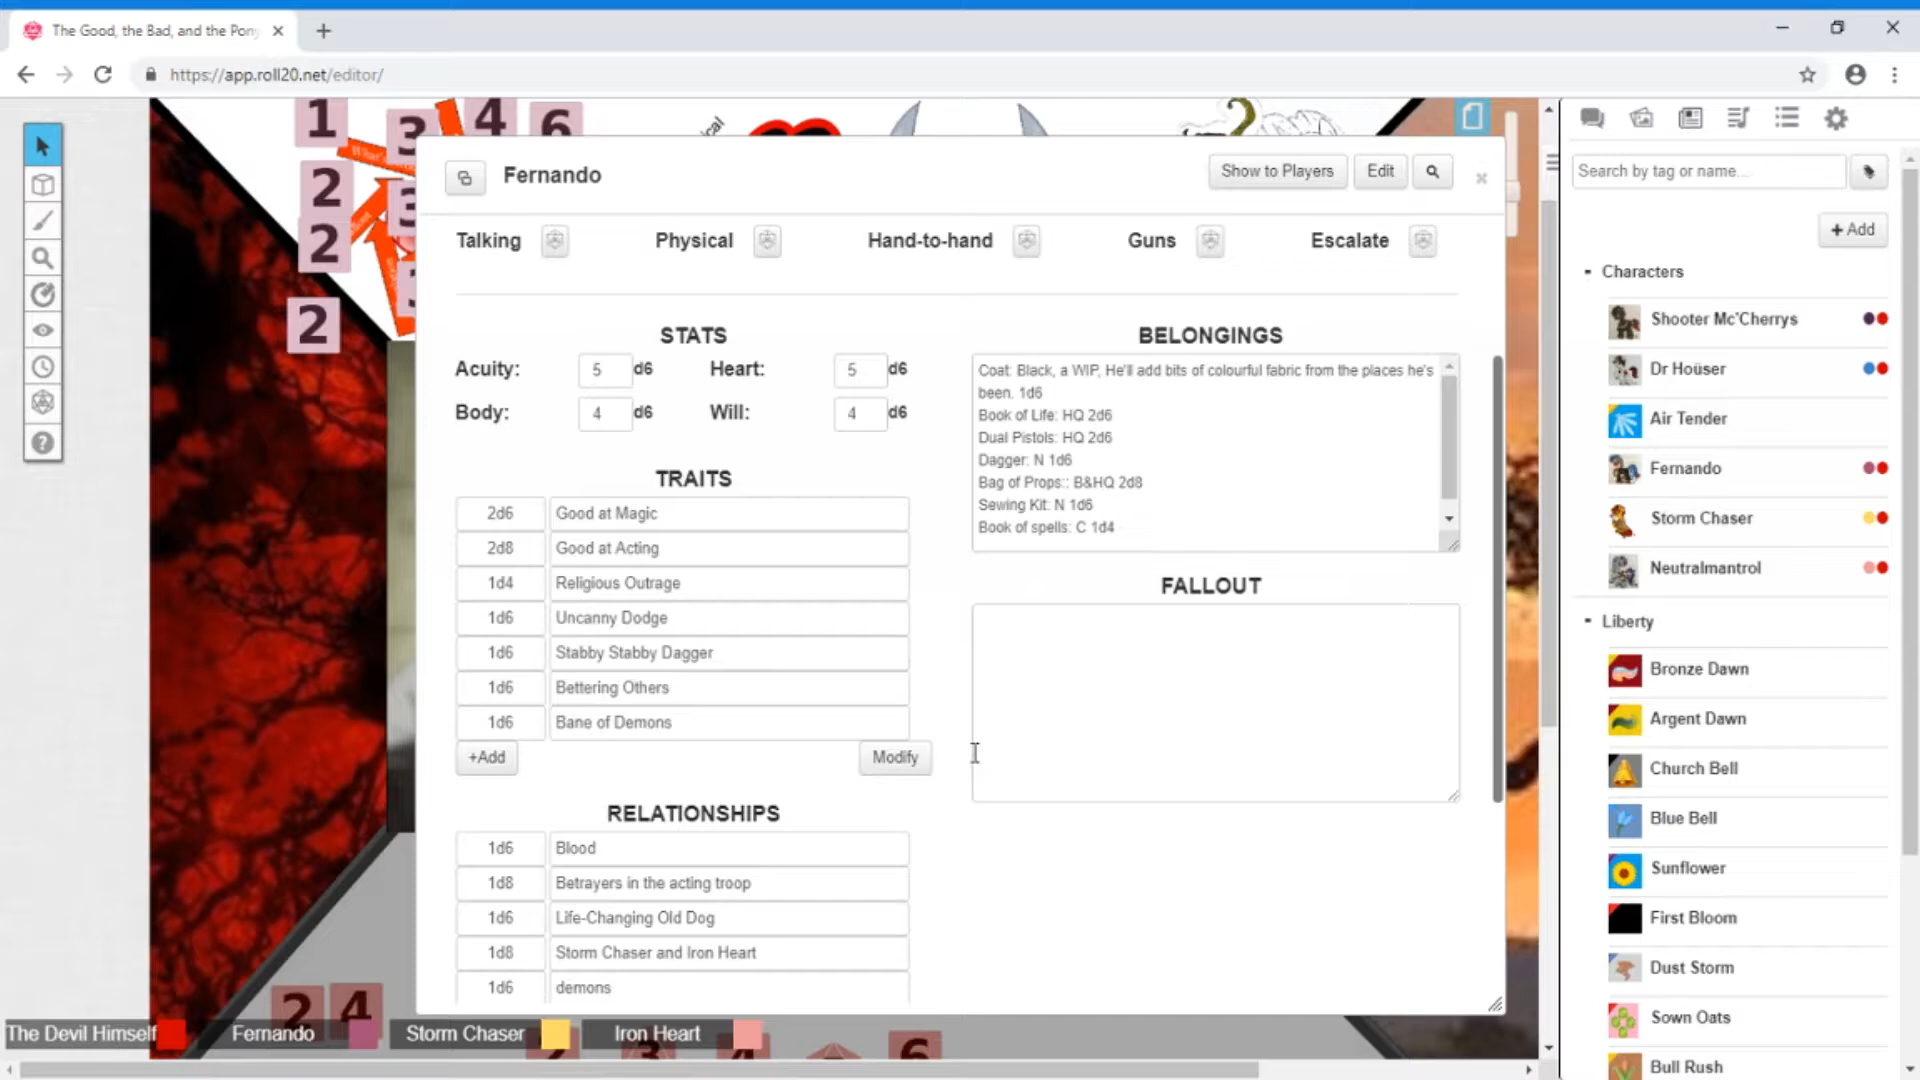 The Good, the Bad, and the Pony
https://app.roll20.net/editor/
1
3
4
6
2
3
2
2
Fernando
Show to Players
Edit
Talking
Physical
Hand-to-hand
Guns
Escalate
STATS
Acuity: 5 d6 Heart: 5 d6
Body: 4 d6 Will: 4 d6
TRAITS
2d6 Good at Magic
2d8 Good at Acting
1d4 Religious Outrage
1d6 Uncanny Dodge
1d6 Stabby Stabby Dagger
1d6 Bettering Others
1d6 Bane of Demons
+Add
Modify
RELATIONSHIPS
1d6 Blood
1d8 Betrayers in the acting troop
1d6 Life-Changing Old Dog
1d8 Storm Chaser and Iron Heart
1d6 demons
BELONGINGS
Coat: Black, a WIP, He'll add bits of colourful fabric from the places he's
been. 1d6
Book of Life: HQ 2d6
Dual Pistols: HQ 2d6
Dagger: N 1d6
Bag of Props:: B&HQ 2d8
Sewing Kit: N 1d6
Book of spells: C 1d4
FALLOUT
Search by tag or name...
+ Add
Characters
Shooter Mc'Cherrys
Dr Hoüser
Air Tender
Fernando
Storm Chaser
Neutralmantrol
Liberty
Bronze Dawn
Argent Dawn
Church Bell
Blue Bell
Sunflower
First Bloom
Dust Storm
Sown Oats
Bull Rush
2
4
The Devil Himself
Fernando
Storm Chaser
Iron Heart
2
3
4
6